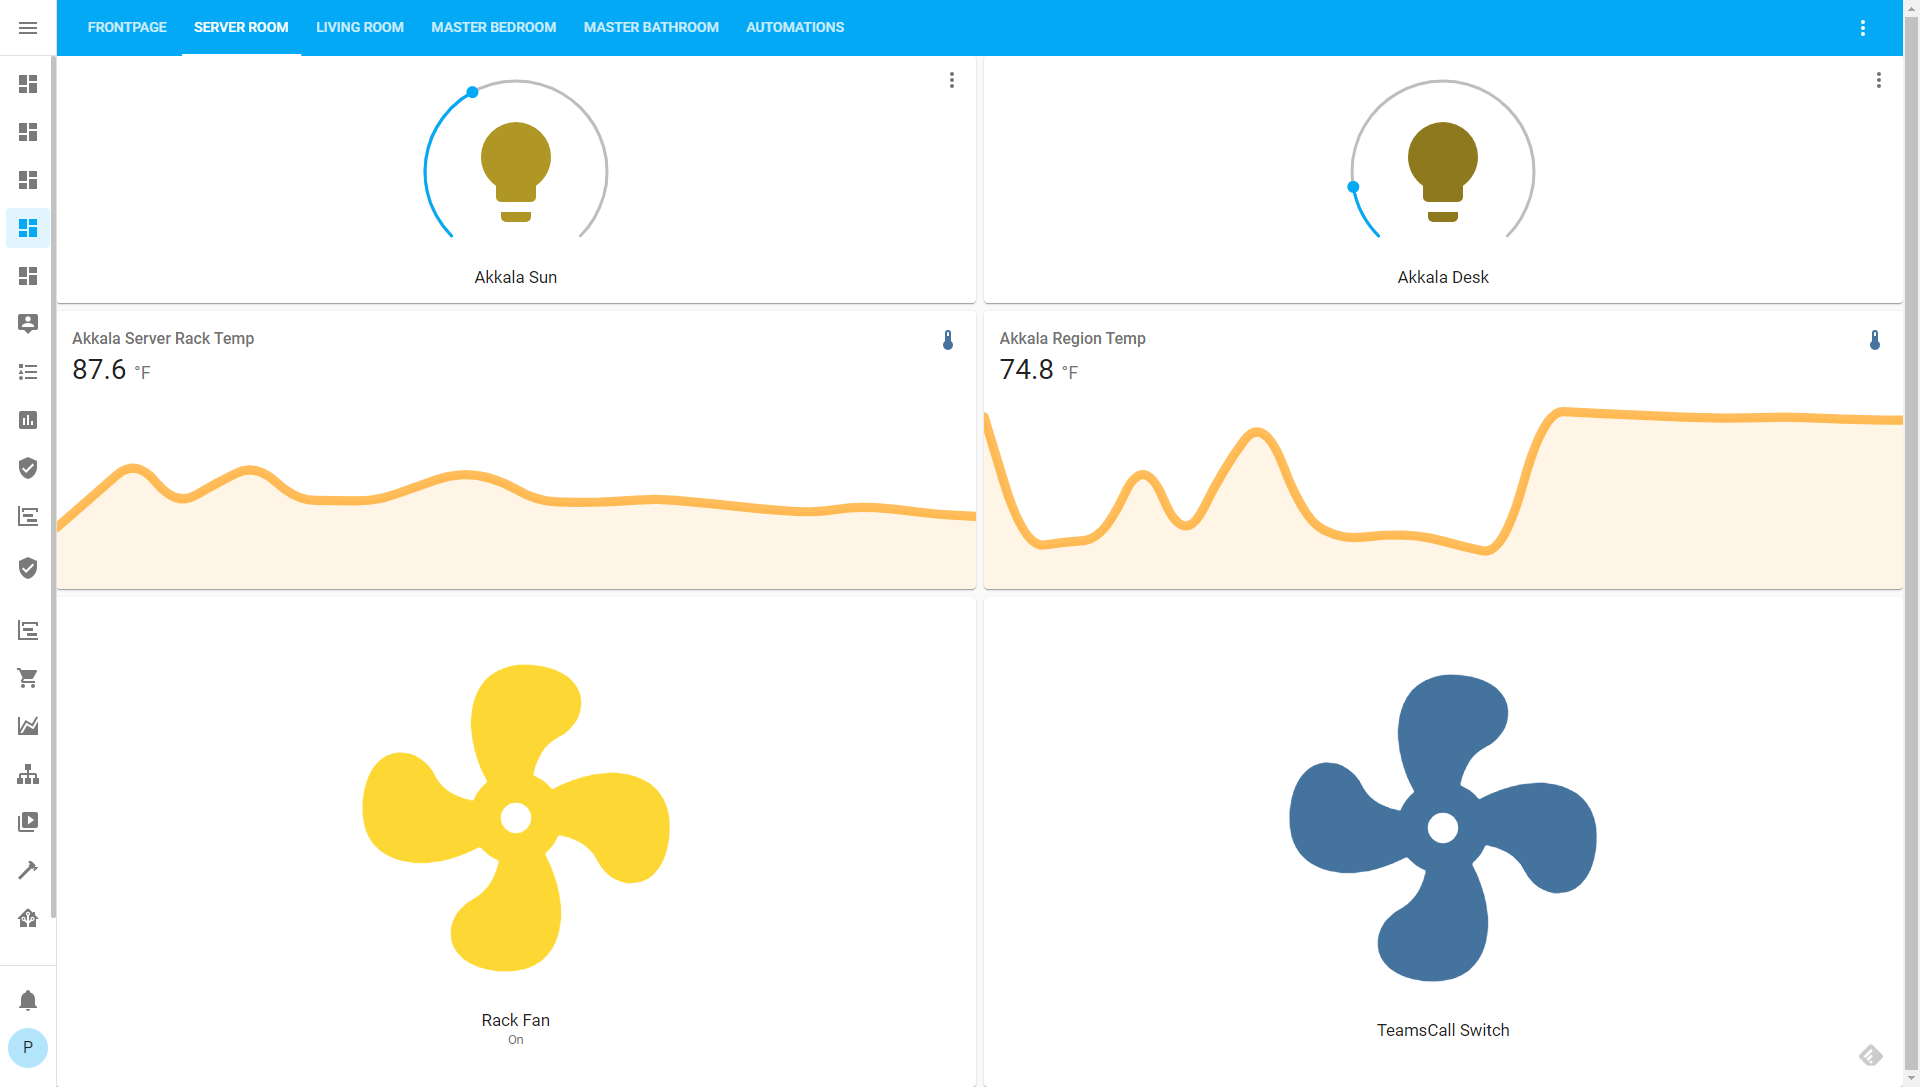 FRONTPAGE
SERVER ROOM
LIVING ROOM
MASTER BEDROOM
MASTER BATHROOM
AUTOMATIONS
Akkala Sun
Akkala Desk
Akkala Server Rack Temp
87.6 °F
Akkala Region Temp
74.8 °F
Rack Fan
On
TeamsCall Switch
P